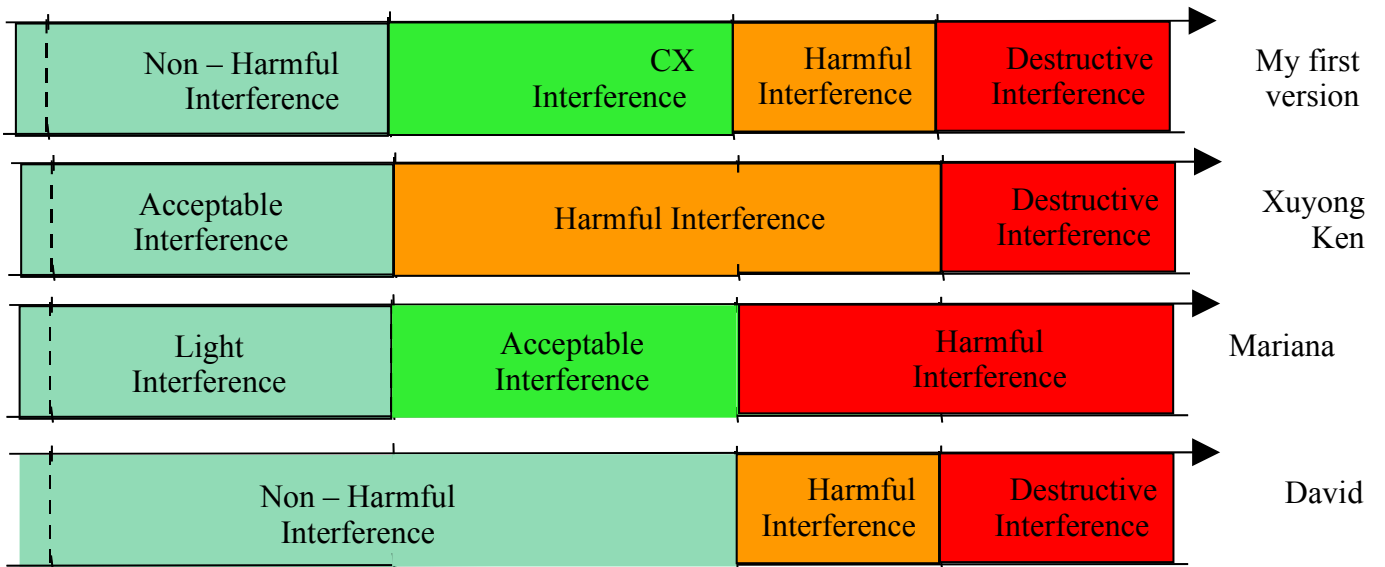 Non – Harmful
Interference
CX
Interference
Harmful
Interference
Destructive
Interference
My first
version
Acceptable
Interference
Harmful Interference
Destructive
Interference
Xuyong
Ken
Light
Interference
Acceptable
Interference
Harmful
Interference
Mariana
Non – Harmful
Interference
Harmful
Interference
Destructive
Interference
David